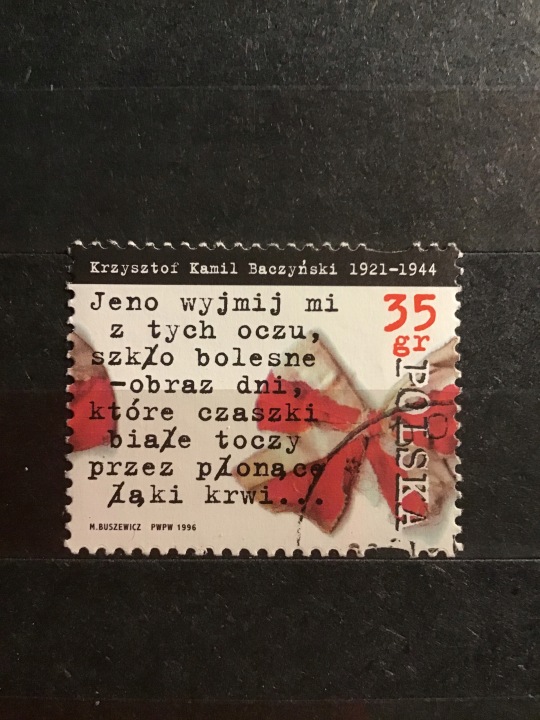 Krzysztof Kamil Baczyński 1921-1944
Jeno wyjmij mi
z tych oczu,
szkło bolesne
-obraz dni,
które czaszki
białe toczy
przez płonące
łąki krwi...
35
gr
POLSKA
M.BUSZEWICZ PWPW 1996